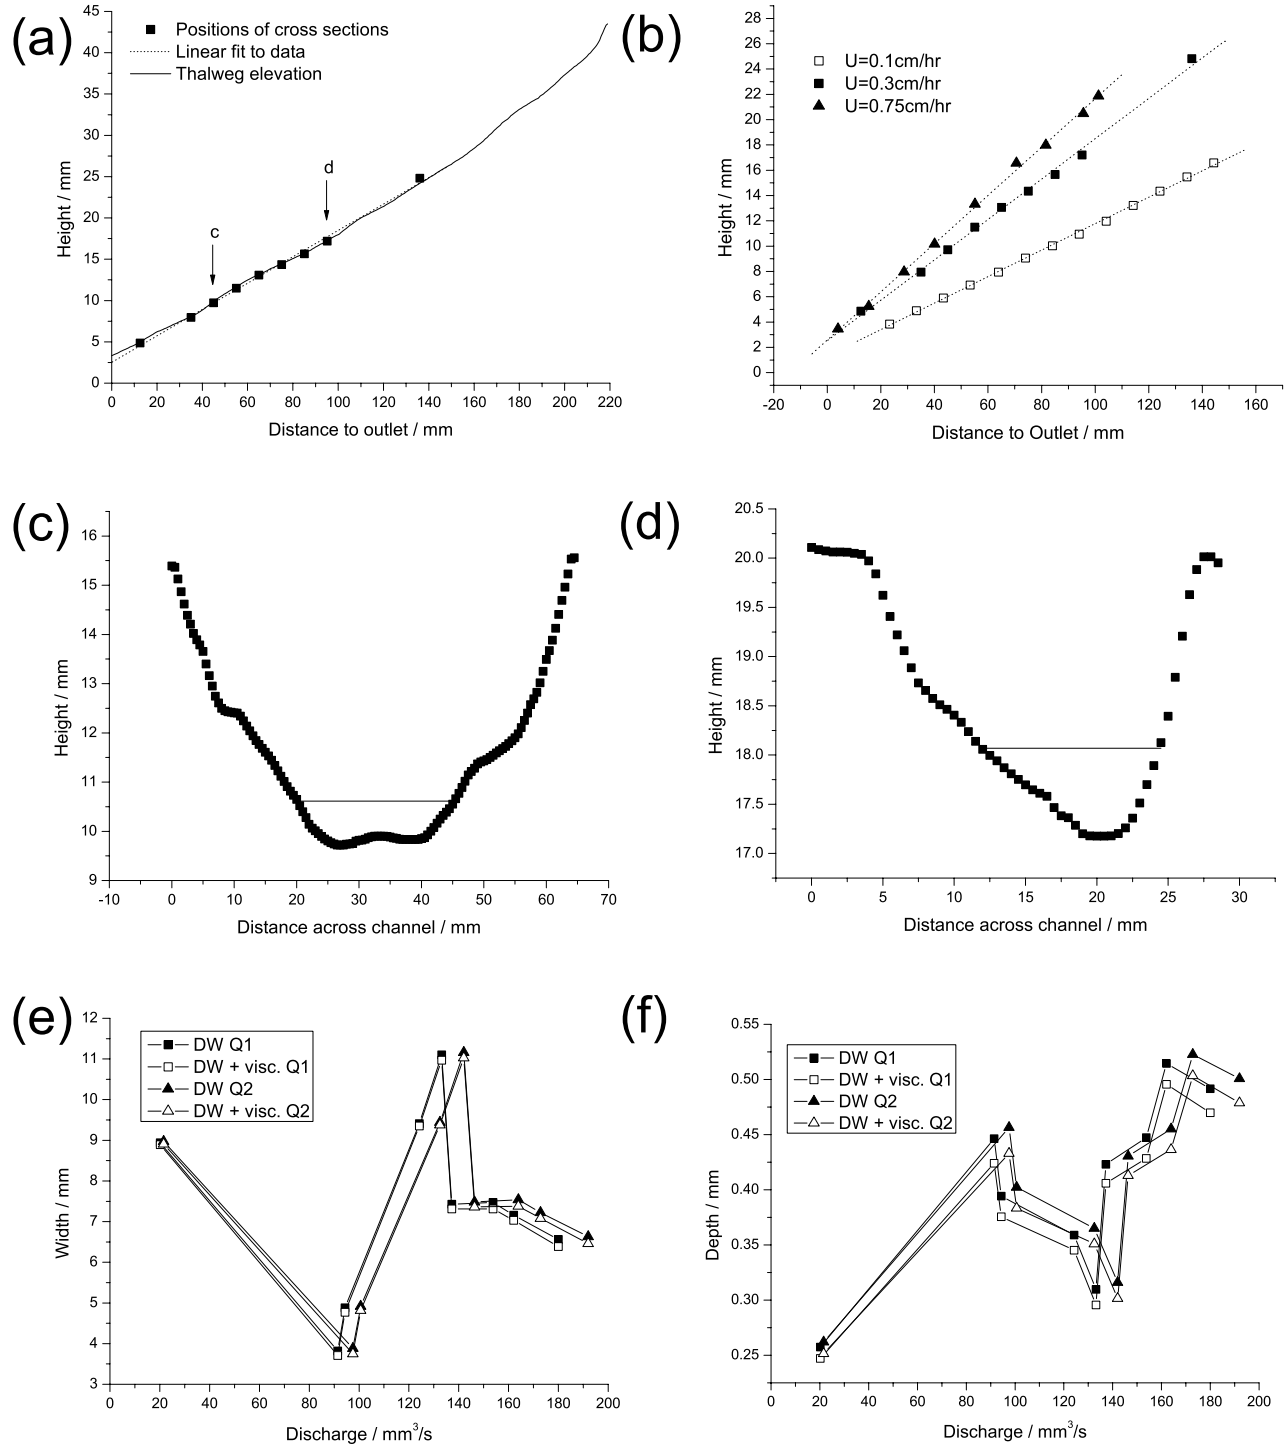 (a)
45
40
35
30
25
20
15
10
5
0
Height / mm
Positions of cross sections
Linear fit to data
Thalweg elevation
c
d
0 20 40 60 80 100 120 140 160 180 200 220
Distance to outlet / mm
(b)
28
26
24
22
20
18
16
14
12
10
8
6
4
2
0
Height / mm
U=0.1cm/hr
U=0.3cm/hr
U=0.75cm/hr
-20 0 20 40 60 80 100 120 140 160
Distance to Outlet / mm
(c)
16
15
14
13
12
11
10
9
Height / mm
-10 0 10 20 30 40 50 60 70
Distance across channel / mm
(d)
20.5
20.0
19.5
19.0
18.5
18.0
17.5
17.0
Height / mm
0 5 10 15 20 25 30
Distance across channel / mm
(e)
12
11
10
9
8
7
6
5
4
3
Width / mm
DW Q1
DW + visc. Q1
DW Q2
DW + visc. Q2
0 20 40 60 80 100 120 140 160 180 200
Discharge / mm³/s
(f)
0.55
0.50
0.45
0.40
0.35
0.30
0.25
Depth / mm
DW Q1
DW + visc. Q1
DW Q2
DW + visc. Q2
0 20 40 60 80 100 120 140 160 180 200
Discharge / mm³/s